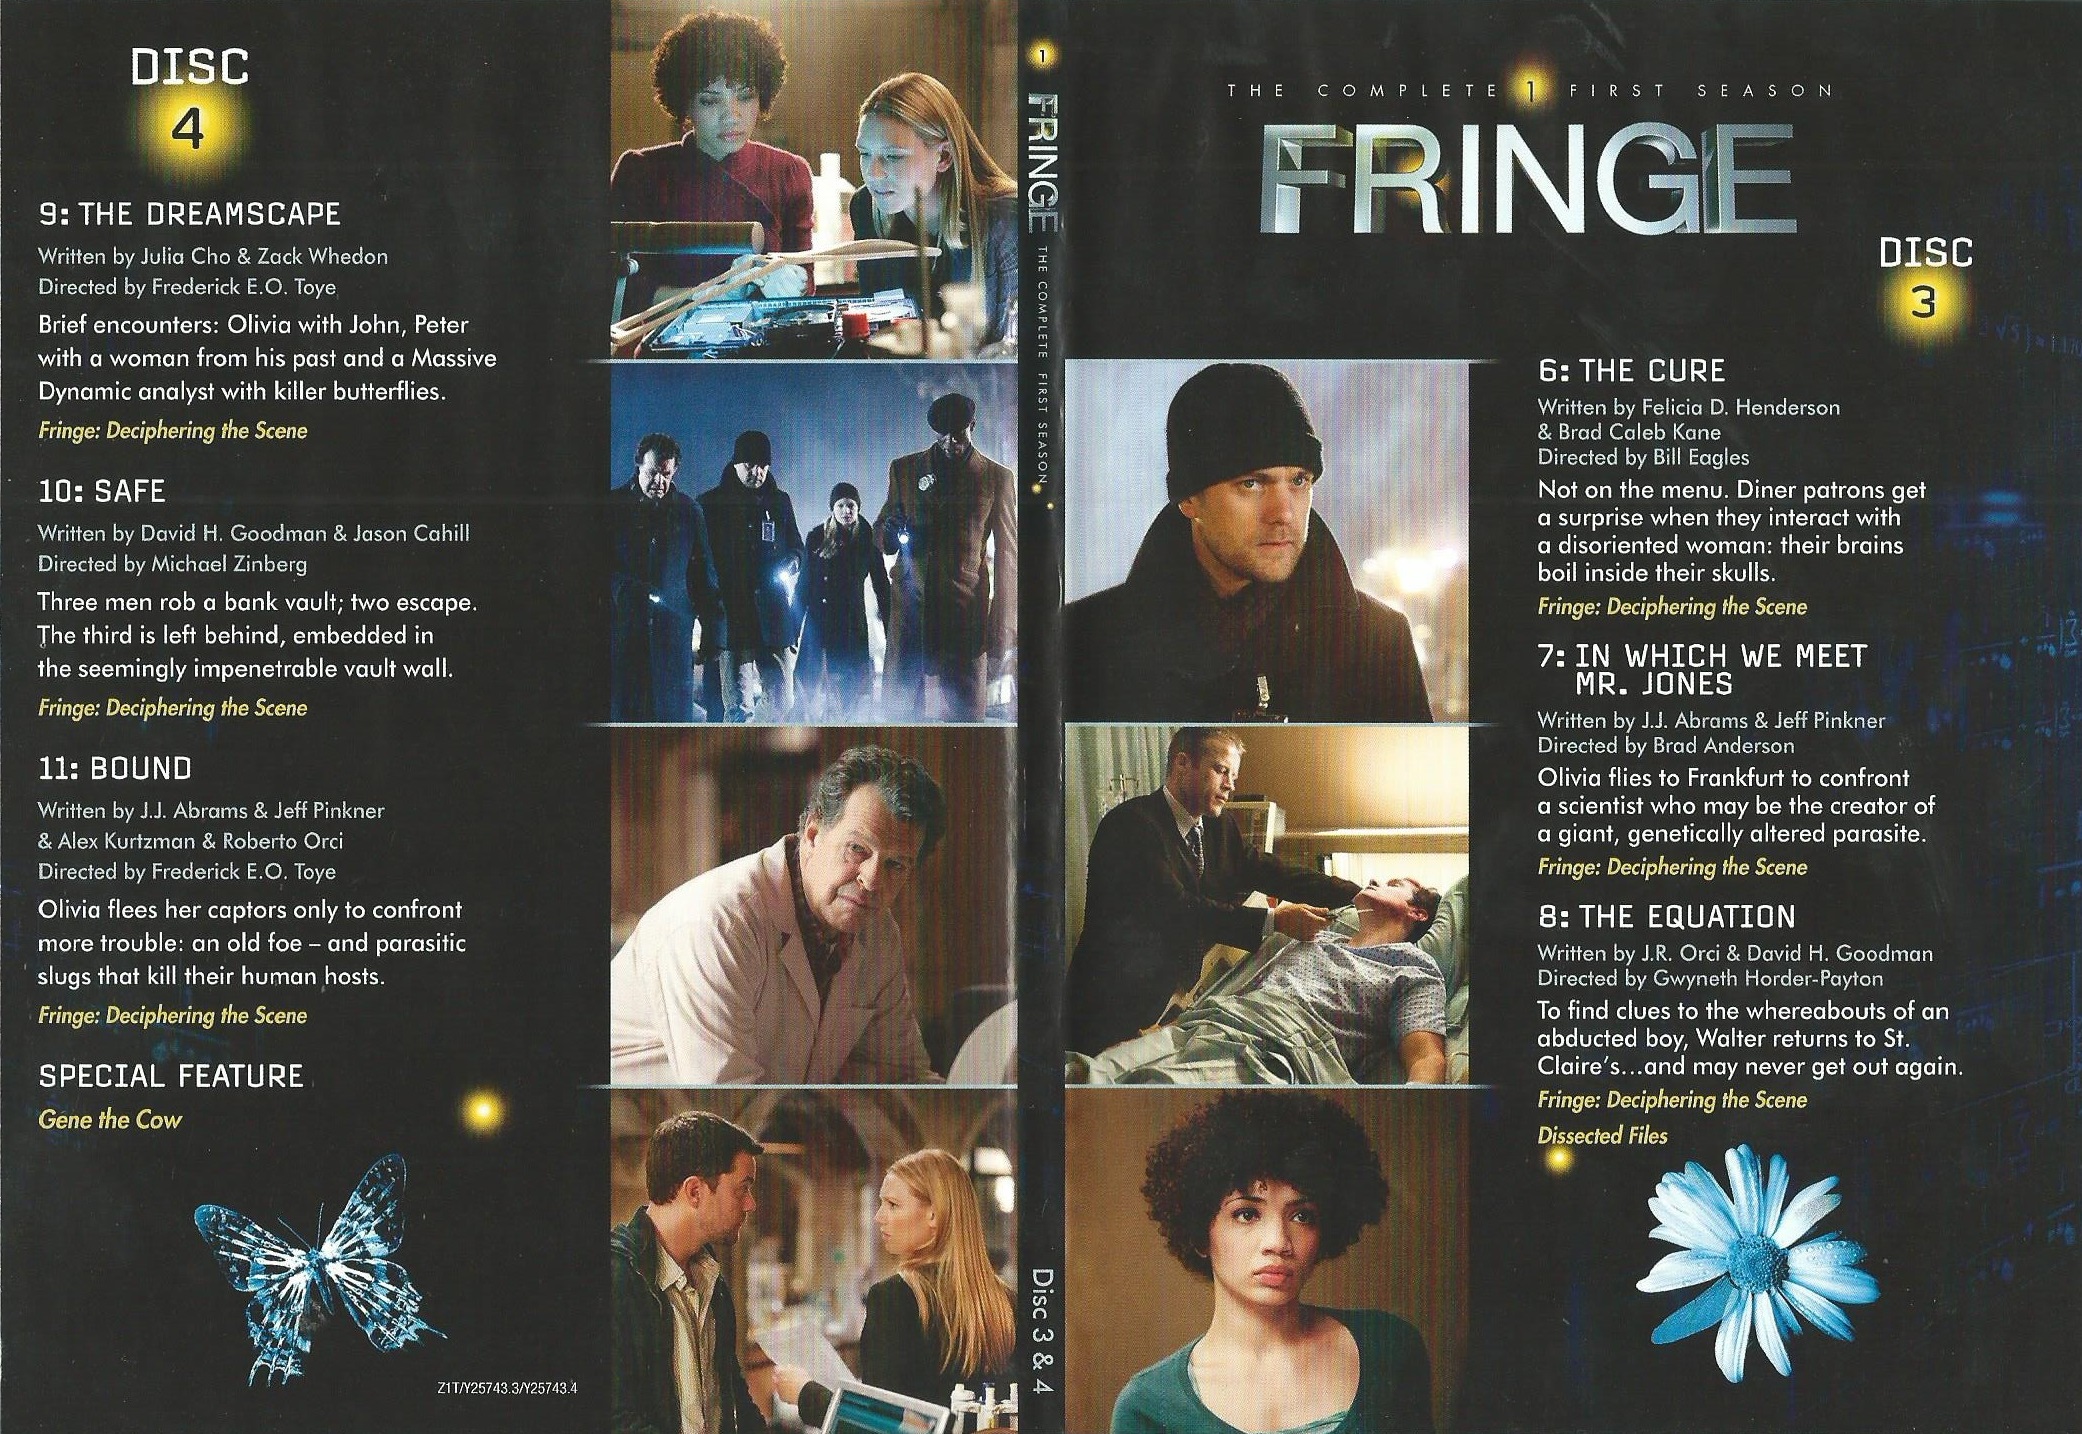 DISC
4
9: THE DREAMSCAPE
Written by Julia Cho & Zack Whedon
Directed by Frederick E.O. Toye
Brief encounters: Olivia with John, Peter
with a woman from his past and a Massive
Dynamic analyst with killer butterflies.
Fringe: Deciphering the Scene
10: SAFE
Written by David H. Goodman & Jason Cahill
Directed by Michael Zinberg
Three men rob a bank vault; two escape.
The third is left behind, embedded in
the seemingly impenetrable vault wall.
Fringe: Deciphering the Scene
11: BOUND
Written by J.J. Abrams & Jeff Pinkner
& Alex Kurtzman & Roberto Orci
Directed by Frederick E.O. Toye
Olivia flees her captors only to confront
more trouble: an old foe – and parasitic
slugs that kill their human hosts.
Fringe: Deciphering the Scene
SPECIAL FEATURE
Gene the Cow
Z1T/Y25743.3/Y25743.4
1
FRINGE THE COMPLETE FIRST SEASON
Disc 3 & 4
THE COMPLETE 1 FIRST SEASON
FRINGE
DISC
3
6: THE CURE
Written by Felicia D. Henderson
& Brad Caleb Kane
Directed by Bill Eagles
Not on the menu. Diner patrons get
a surprise when they interact with
a disoriented woman: their brains
boil inside their skulls.
Fringe: Deciphering the Scene
7: IN WHICH WE MEET
MR. JONES
Written by J.J. Abrams & Jeff Pinkner
Directed by Brad Anderson
Olivia flies to Frankfurt to confront
a scientist who may be the creator of
a giant, genetically altered parasite.
Fringe: Deciphering the Scene
8: THE EQUATION
Written by J.R. Orci & David H. Goodman
Directed by Gwyneth Horder-Payton
To find clues to the whereabouts of an
abducted boy, Walter returns to St.
Claire's...and may never get out again.
Fringe: Deciphering the Scene
Dissected Files